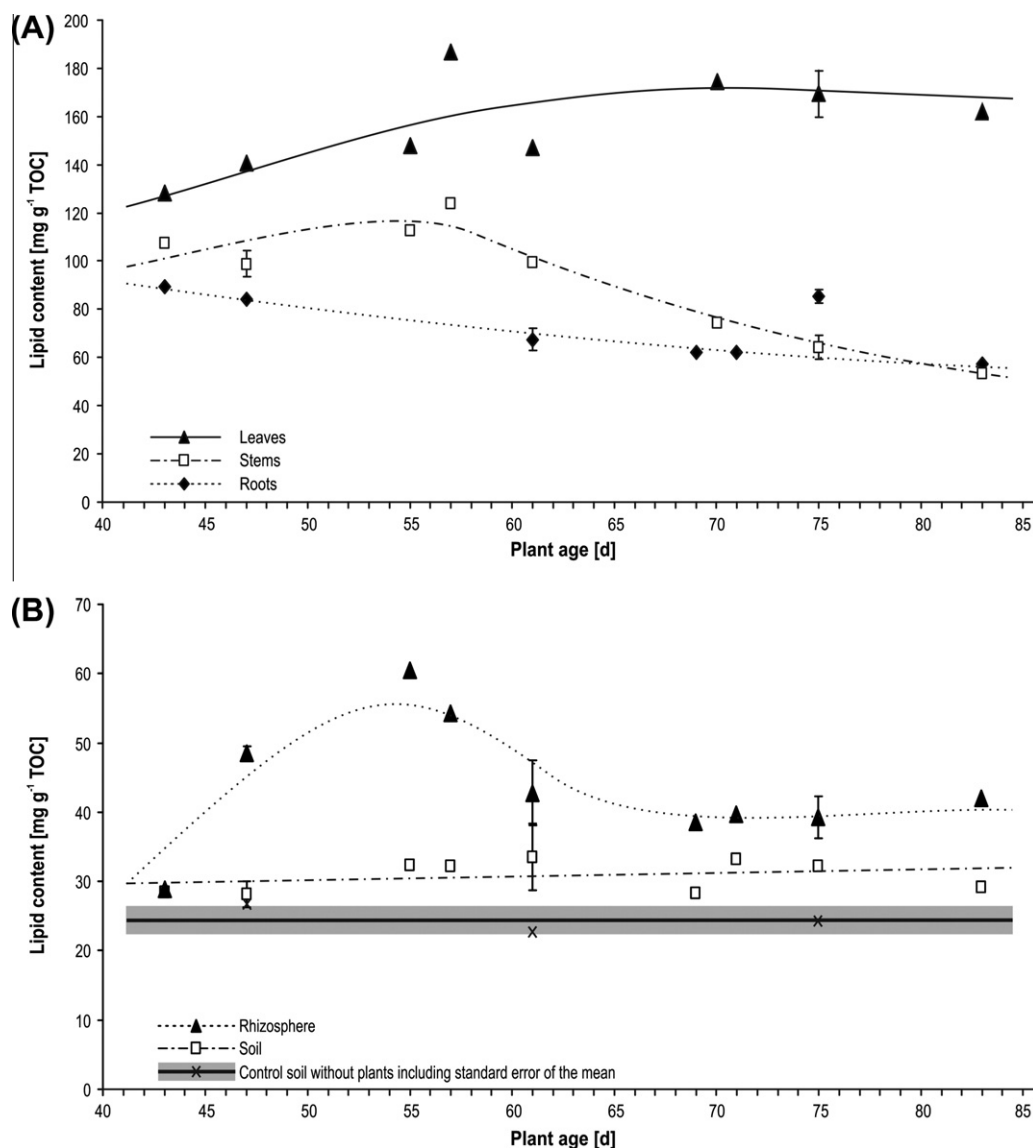 (A)
200
180
160
140
120
100
80
60
40
20
0
Lipid content [mg g⁻¹ TOC]
Leaves
Stems
Roots
40 45 50 55 60 65 70 75 80 85
Plant age [d]
(B)
70
60
50
40
30
20
10
0
Lipid content [mg g⁻¹ TOC]
Rhizosphere
Soil
Control soil without plants including standard error of the mean
40 45 50 55 60 65 70 75 80 85
Plant age [d]